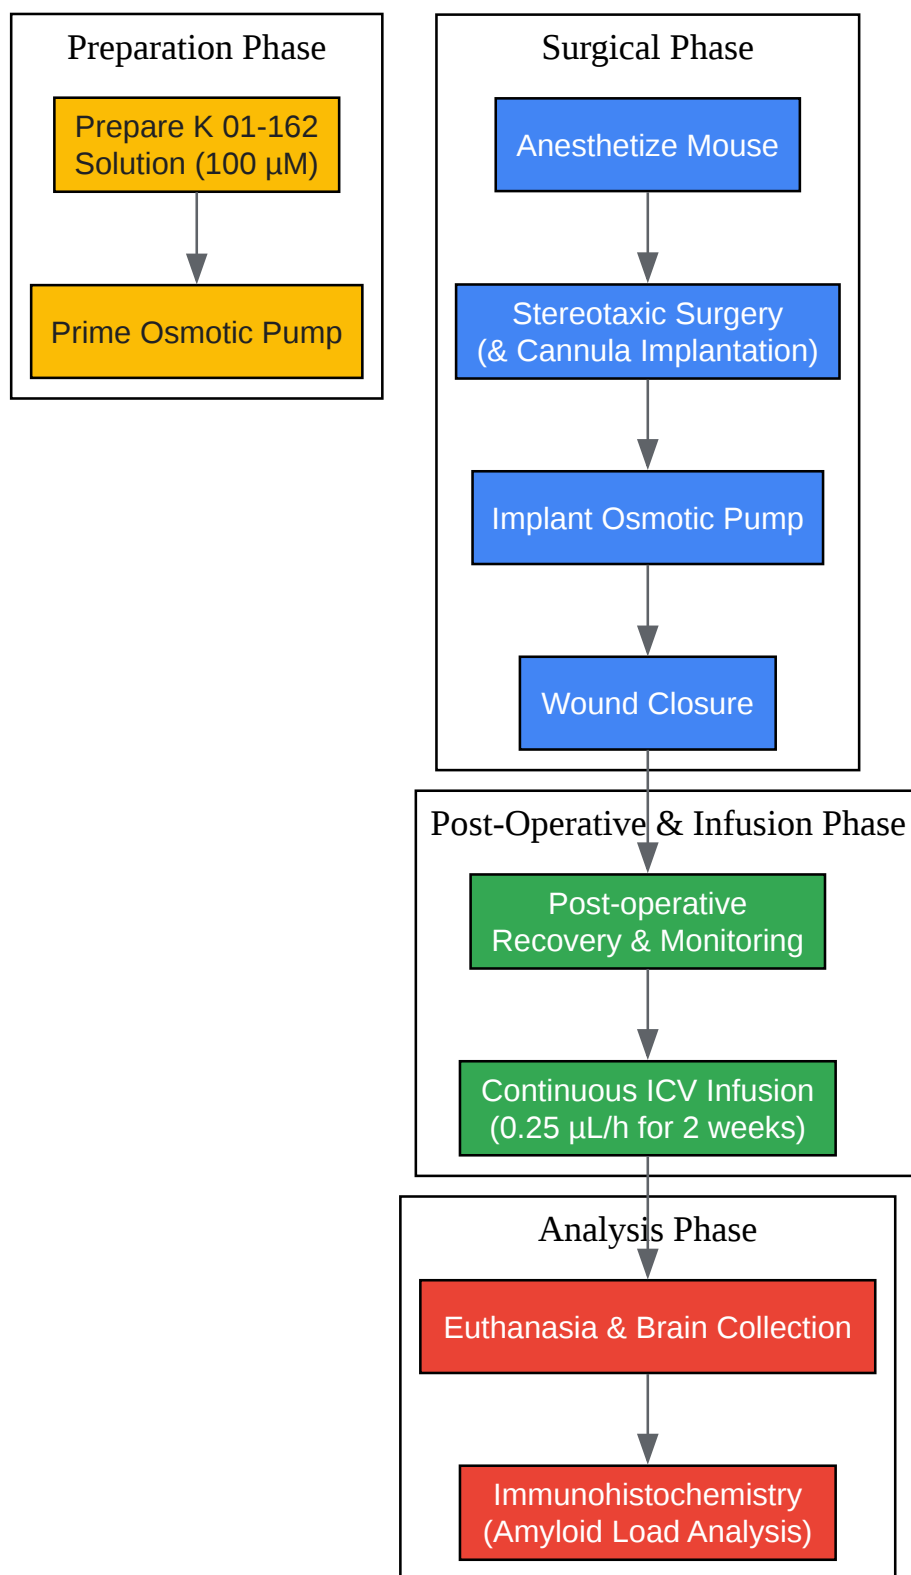 Preparation Phase
Prepare K 01-162
Solution (100 µM)
Prime Osmotic Pump
Surgical Phase
Anesthetize Mouse
Stereotaxic Surgery
(& Cannula Implantation)
Implant Osmotic Pump
Wound Closure
Post-Operative & Infusion Phase
Post-operative
Recovery & Monitoring
Continuous ICV Infusion
(0.25 µL/h for 2 weeks)
Analysis Phase
Euthanasia & Brain Collection
Immunohistochemistry
(Amyloid Load Analysis)